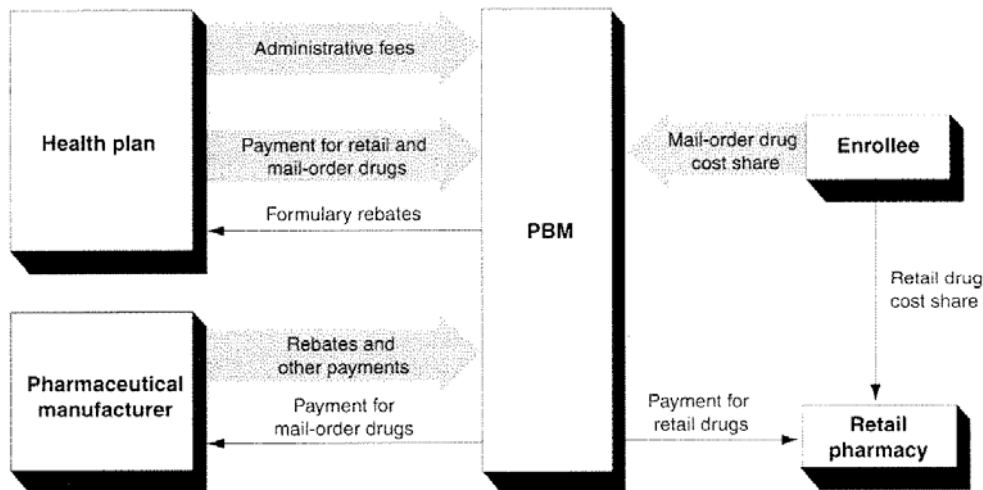 Administrative fees
Health plan
Payment for retail and
mail-order drugs
Formulary rebates
PBM
Mail-order drug
cost share
Enrollee
Retail drug
cost share
Pharmaceutical
manufacturer
Rebates and
other payments
Payment for
mail-order drugs
Payment for
retail drugs
Retail
pharmacy